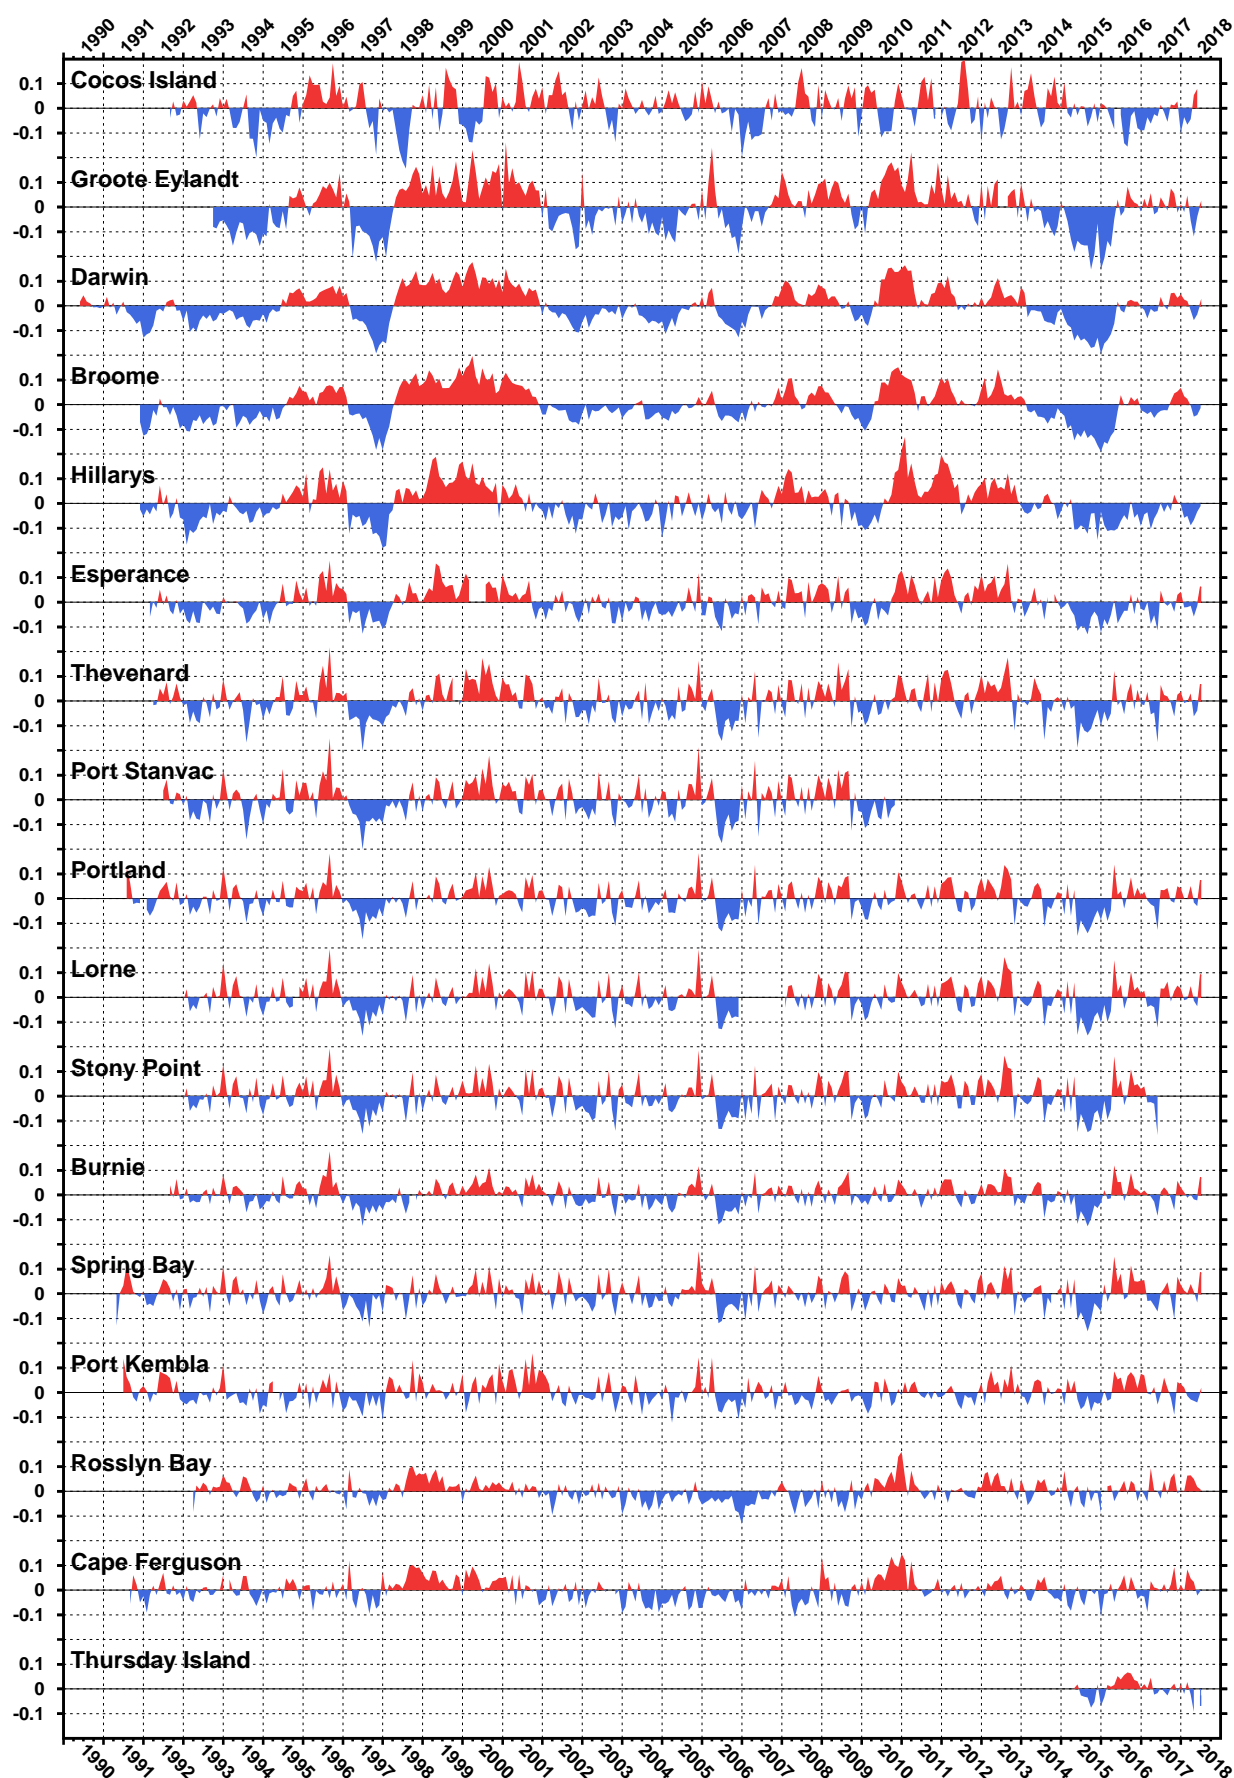 1990 1991 1992 1993 1994 1995 1996 1997 1998 1999 2000 2001 2002 2003 2004 2005 2006 2007 2008 2009 2010 2011 2012 2013 2014 2015 2016 2017 2018
Cocos Island
0.1
0
-0.1
Groote Eylandt
0.1
0
-0.1
Darwin
0.1
0
-0.1
Broome
0.1
0
-0.1
Hillarys
0.1
0
-0.1
Esperance
0.1
0
-0.1
Thevenard
0.1
0
-0.1
Port Stanvac
0.1
0
-0.1
Portland
0.1
0
-0.1
Lorne
0.1
0
-0.1
Stony Point
0.1
0
-0.1
Burnie
0.1
0
-0.1
Spring Bay
0.1
0
-0.1
Port Kembla
0.1
0
-0.1
Rosslyn Bay
0.1
0
-0.1
Cape Ferguson
0.1
0
-0.1
Thursday Island
0.1
0
-0.1
1990 1991 1992 1993 1994 1995 1996 1997 1998 1999 2000 2001 2002 2003 2004 2005 2006 2007 2008 2009 2010 2011 2012 2013 2014 2015 2016 2017 2018